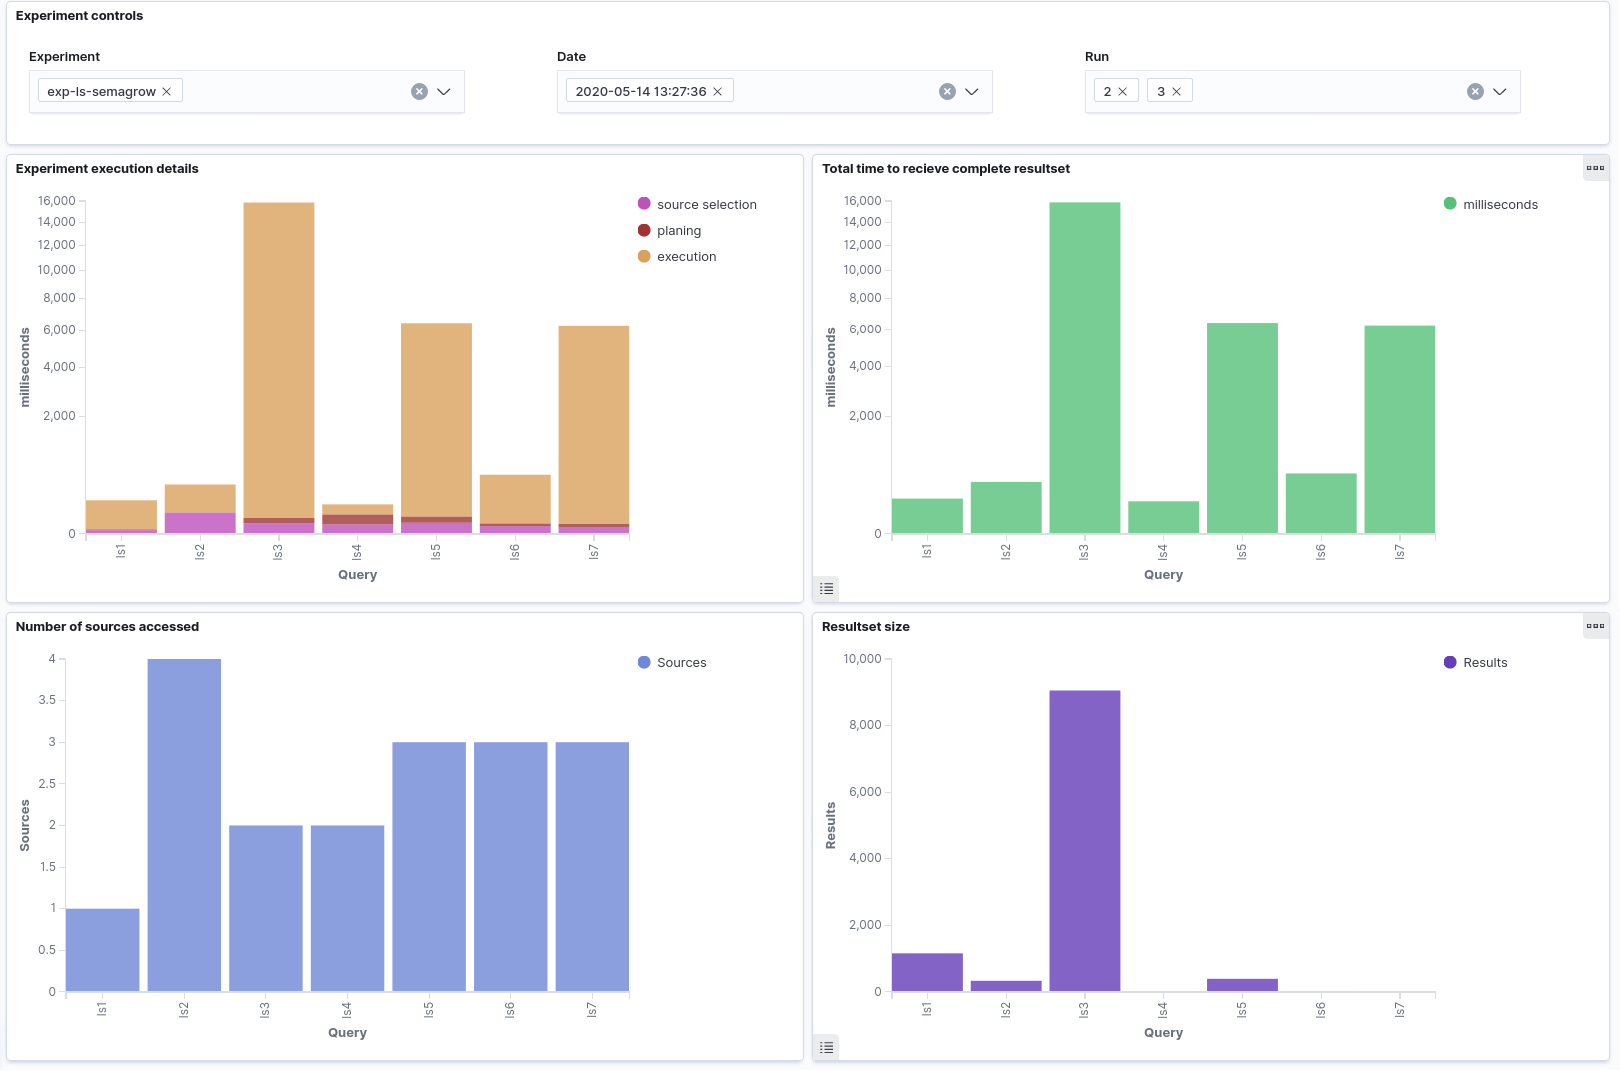 Experiment controls
Experiment
Date
Run
exp-ls-semagrow
2020-05-14 13:27:36
2
3
Experiment execution details
16,000
14,000
12,000
10,000
8,000
6,000
4,000
2,000
0
milliseconds
ls1
ls2
ls3
ls4
ls5
ls6
ls7
Query
source selection
planing
execution
Total time to recieve complete resultset
16,000
14,000
12,000
10,000
8,000
6,000
4,000
2,000
0
milliseconds
ls1
ls2
ls3
ls4
ls5
ls6
ls7
Query
milliseconds
Number of sources accessed
4
3.5
3
2.5
2
1.5
1
0.5
0
Sources
ls1
ls2
ls3
ls4
ls5
ls6
ls7
Query
Sources
Resultset size
10,000
8,000
6,000
4,000
2,000
0
Results
ls1
ls2
ls3
ls4
ls5
ls6
ls7
Query
Results